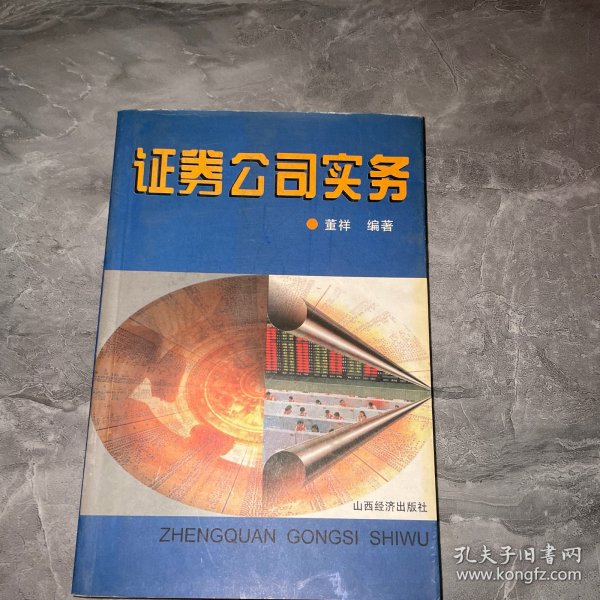 证券公司实务
董祥 编著
山西经济出版社
ZHENGQUAN GONGSI SHIWU
孔夫子旧书网
www.kongfz.com